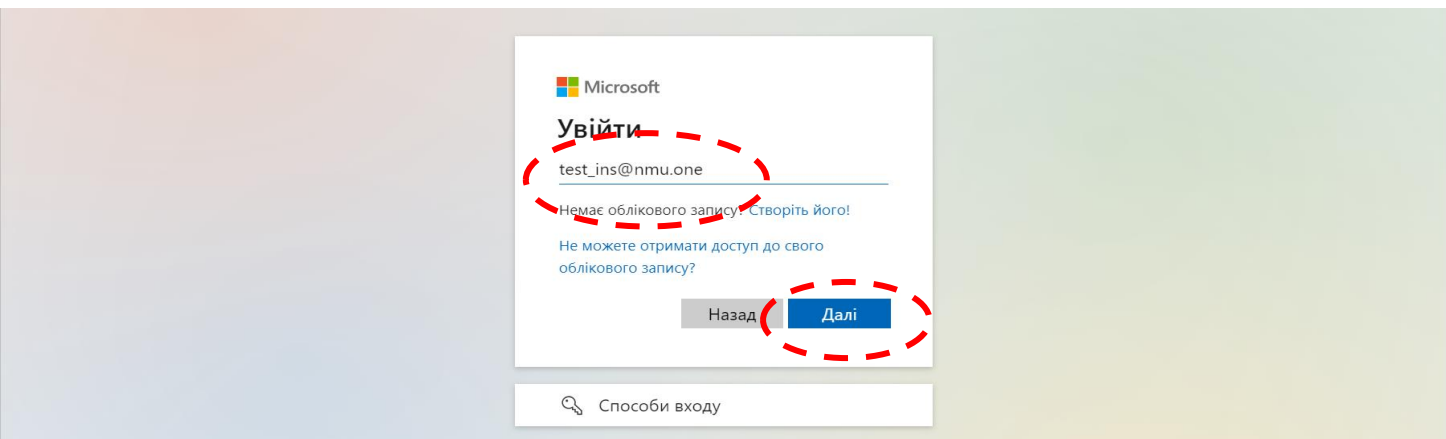 Microsoft
Увійти
test_ins@nmu.one
Немає облікового запису? Створіть його!
Не можете отримати доступ до свого
облікового запису?
Назад
Далі
Способи входу